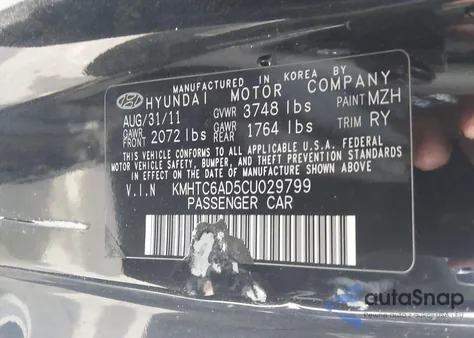 MANUFACTURED IN KOREA BY
HYUNDAI MOTOR COMPANY
AUG/31/11 GVWR 3748 lbs PAINT MZH
GAWR FRONT 2072 lbs GAWR REAR 1764 lbs TRIM RY
THIS VEHICLE CONFORMS TO ALL APPLICABLE U.S.A. FEDERAL
MOTOR VEHICLE SAFETY, BUMPER, AND THEFT PREVENTION STANDARDS
IN EFFECT ON THE DATE OF MANUFACTURE SHOWN ABOVE.
V.I.N KMHTC6AD5CU029799
PASSENGER CAR
autoSnap